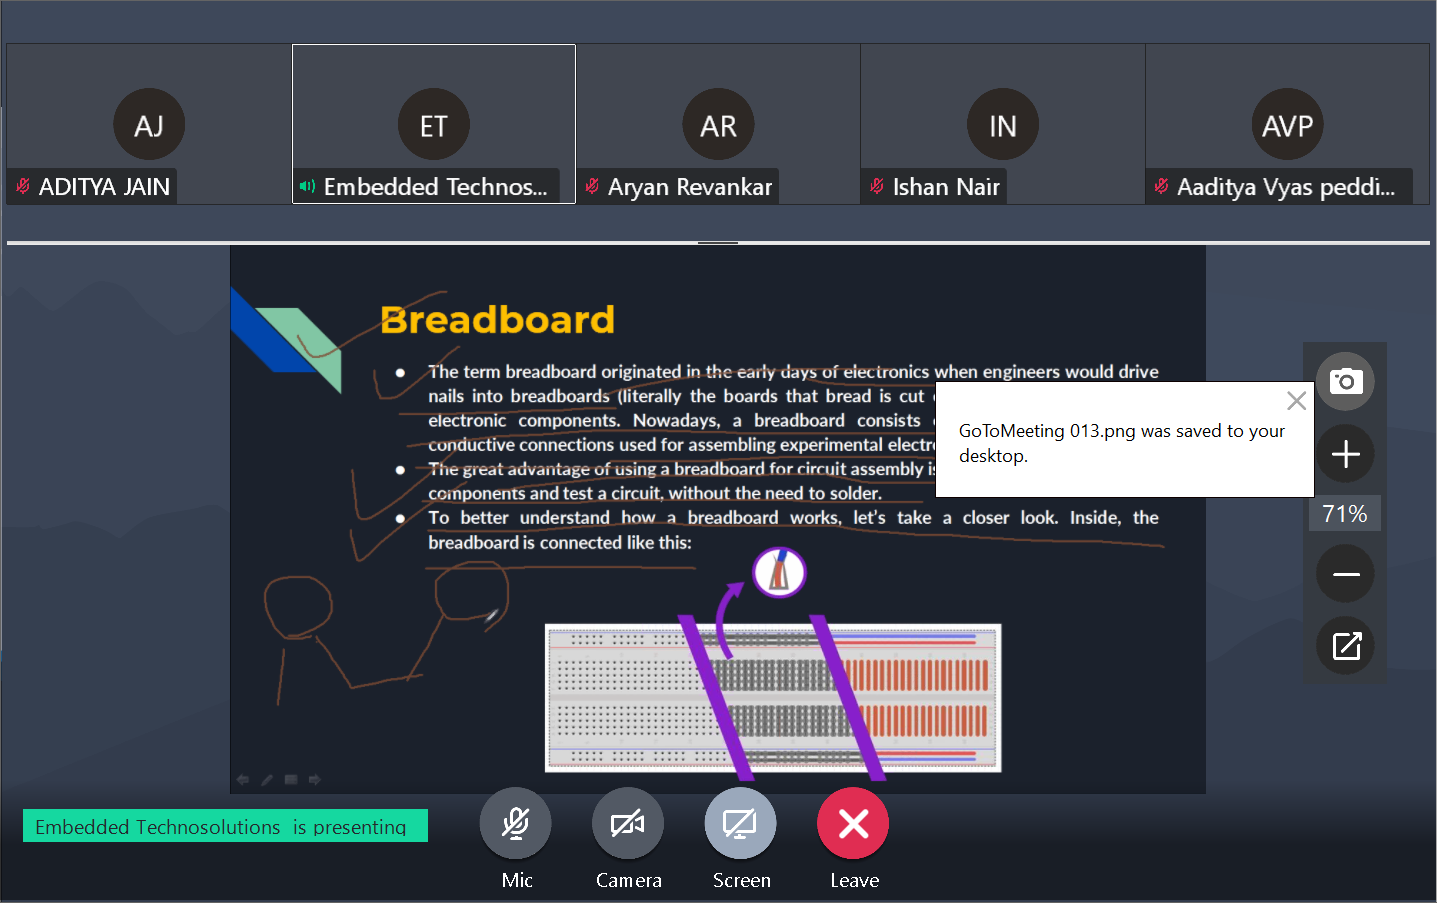 AJ
ADITYA JAIN
ET
Embedded Technos...
AR
Aryan Revankar
IN
Ishan Nair
AVP
Aaditya Vyas peddi...
Breadboard
● The term breadboard originated in the early days of electronics when engineers would drive
nails into breadboards (literally the boards that bread is cut
electronic components. Nowadays, a breadboard consists
conductive connections used for assembling experimental electro
● The great advantage of using a breadboard for circuit assembly is
components and test a circuit, without the need to solder.
● To better understand how a breadboard works, let's take a closer look. Inside, the
breadboard is connected like this:
GoToMeeting 013.png was saved to your
desktop.
71%
Embedded Technosolutions is presenting
Mic
Camera
Screen
Leave